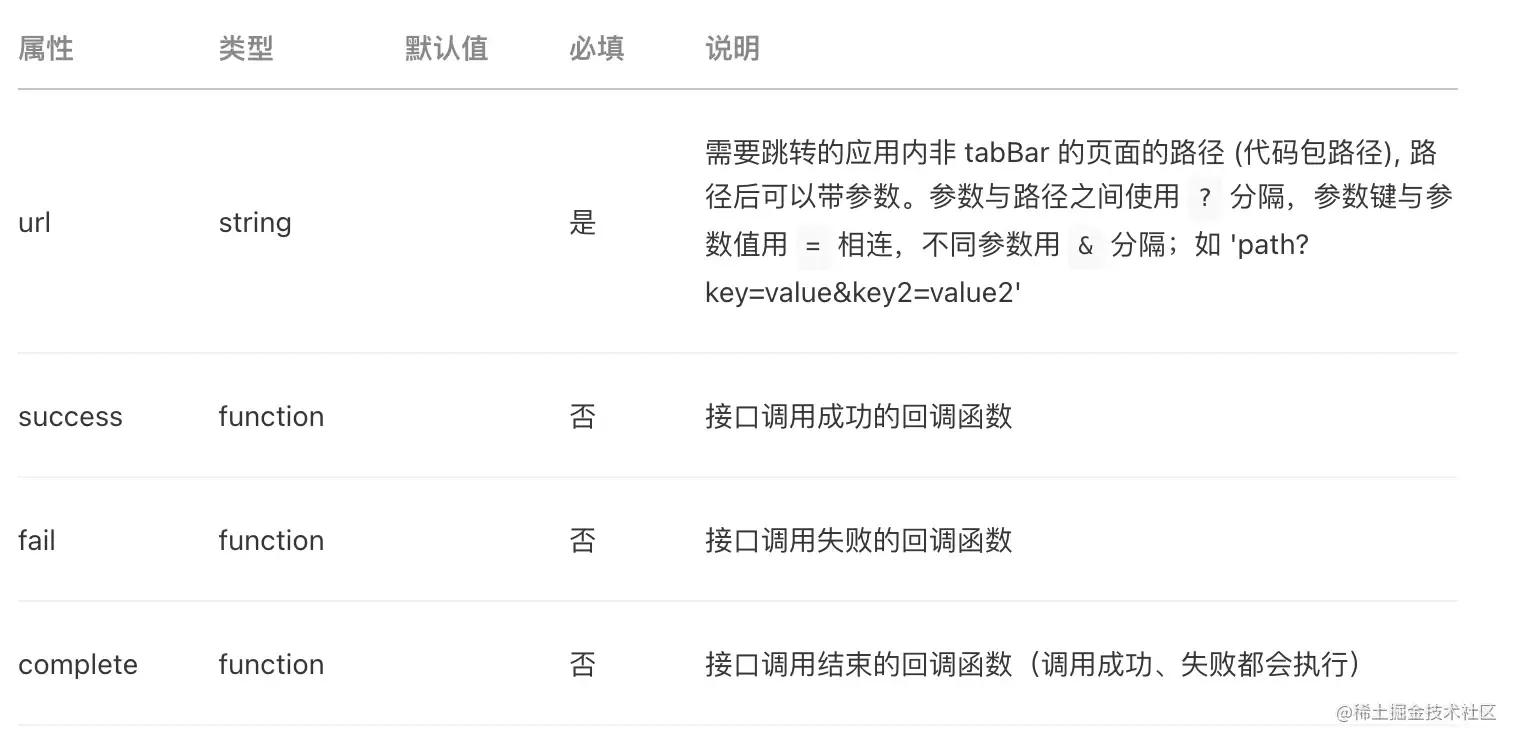 属性 类型 默认值 必填 说明
需要跳转的应用内非 tabBar 的页面的路径 (代码包路径), 路
径后可以带参数。参数与路径之间使用 ? 分隔，参数键与参
url string 是
数值用 = 相连，不同参数用 & 分隔；如 'path?
key=value&key2=value2'
success function 否 接口调用成功的回调函数
fail function 否 接口调用失败的回调函数
complete function 否 接口调用结束的回调函数（调用成功、失败都会执行）
@稀土掘金技术社区